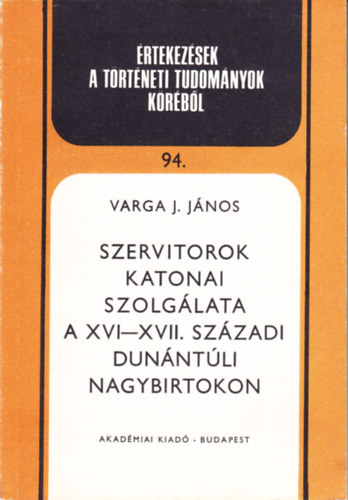 ÉRTEKEZÉSEK
A TÖRTÉNETI TUDOMÁNYOK
KÖRÉBŐL
94.
VARGA J. JÁNOS
SZERVITOROK
KATONAI
SZOLGÁLATA
A XVI—XVII. SZÁZADI
DUNÁNTÚLI
NAGYBIRTOKON
AKADÉMIAI KIADÓ · BUDAPEST